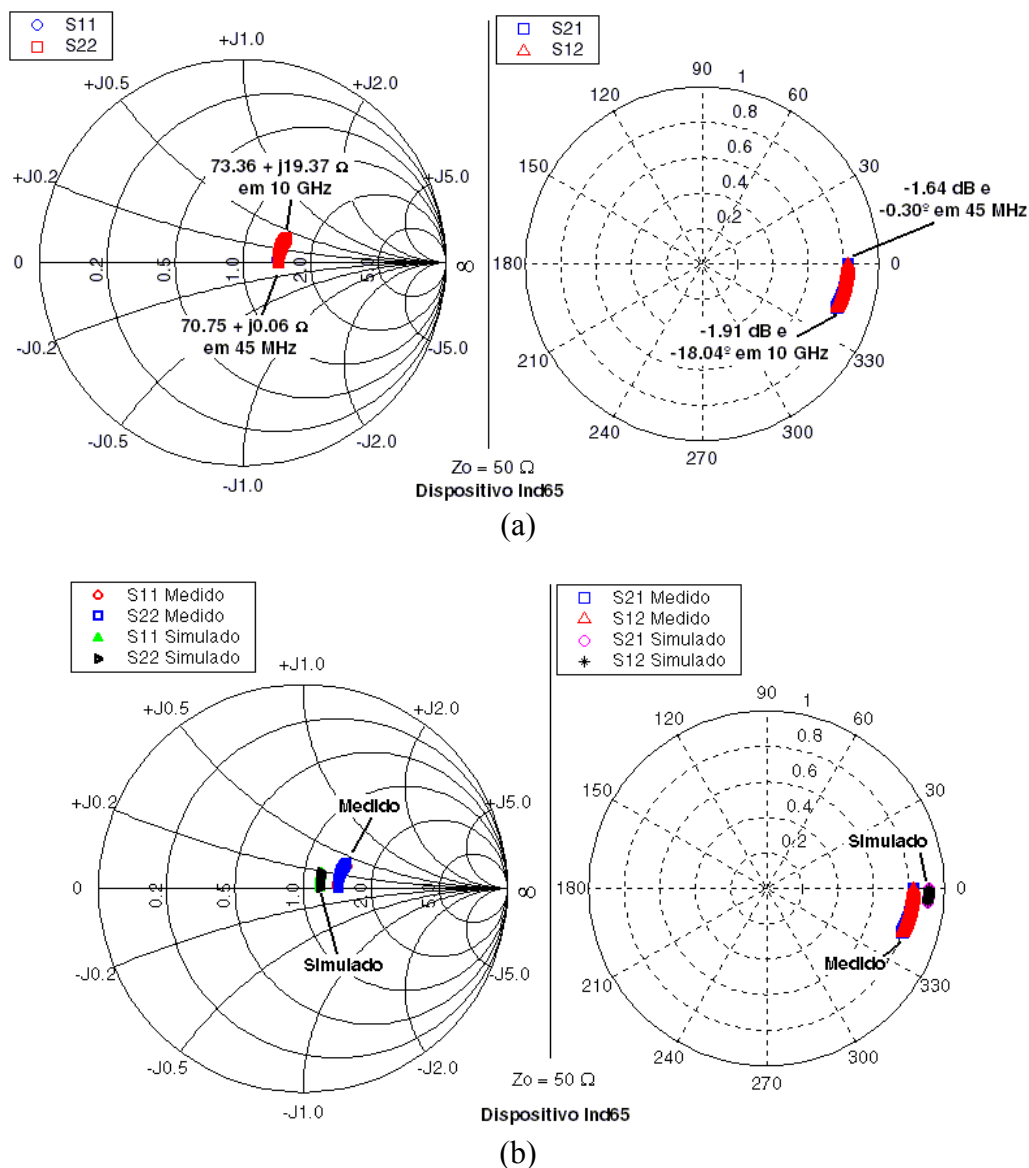 S11
S22
+J1.0
+J0.5
+J2.0
+J0.2
+J5.0
73.36 + j19.37 Ω
em 10 GHz
0
0.2
0.5
1.0
2.0
5.0
∞
70.75 + j0.06 Ω
em 45 MHz
-J0.2
-J5.0
-J0.5
-J2.0
-J1.0
S21
S12
90
1
120
60
0.8
0.6
0.4
0.2
150
30
-1.64 dB e
-0.30º em 45 MHz
180
0
-1.91 dB e
-18.04º em 10 GHz
210
330
240
300
270
Zo = 50 Ω
Dispositivo Ind65
(a)
S11 Medido
S22 Medido
S11 Simulado
S22 Simulado
+J1.0
+J0.5
+J2.0
+J0.2
+J5.0
Medido
0
0.2
0.5
1.0
2.0
∞
Simulado
-J0.2
-J5.0
-J0.5
-J2.0
-J1.0
S21 Medido
S12 Medido
S21 Simulado
S12 Simulado
90
1
120
60
0.8
0.6
0.4
0.2
150
30
Simulado
180
0
Medido
210
330
240
300
270
Zo = 50 Ω
Dispositivo Ind65
(b)